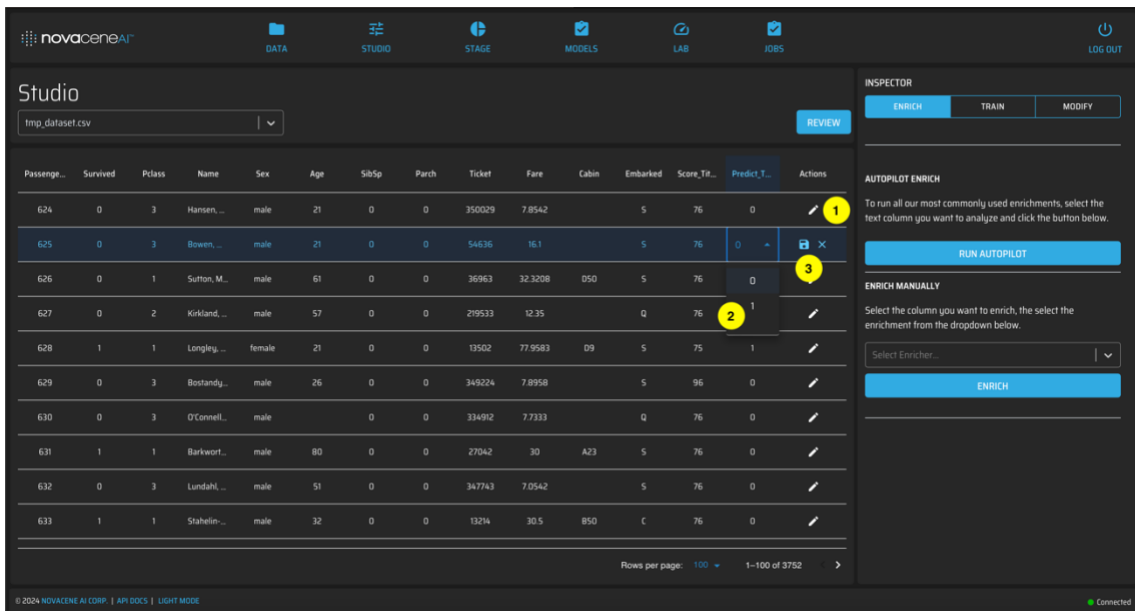 novaceneAI™
DATA
STUDIO
STAGE
MODELS
LAB
JOBS
LOG OUT
Studio
tmp_dataset.csv
REVIEW
Passenge... Survived Pclass Name Sex Age SibSp Parch Ticket Fare Cabin Embarked Score_Tit... Predict_T... Actions
624 0 3 Hansen, ... male 21 0 0 350029 7.8542 S 76 0 1
625 0 3 Bowen, ... male 21 0 0 54636 16.1 S 76 0
626 0 1 Sutton, M... male 61 0 0 36963 32.3208 D50 S 76 0 3
627 0 2 Kirkland, ... male 57 0 0 219533 12.35 Q 76 2 1
628 1 1 Longley, ... female 21 0 0 13502 77.9583 D9 S 75 1
629 0 3 Bostandy... male 26 0 0 349224 7.8958 S 96 0
630 0 3 O'Connell... male 0 0 334912 7.7333 Q 76 0
631 1 1 Barkwort... male 80 0 0 27042 30 A23 S 76 0
632 0 3 Lundahl, ... male 51 0 0 347743 7.0542 S 76 0
633 1 1 Stahelin-... male 32 0 0 13214 30.5 B50 C 76 0
Rows per page: 100 1–100 of 3752
INSPECTOR
ENRICH TRAIN MODIFY
AUTOPILOT ENRICH
To run all our most commonly used enrichments, select the
text column you want to analyze and click the button below.
RUN AUTOPILOT
ENRICH MANUALLY
Select the column you want to enrich, the select the
enrichment from the dropdown below.
Select Enricher...
ENRICH
© 2024 NOVACENE AI CORP. | API DOCS | LIGHT MODE
Connected